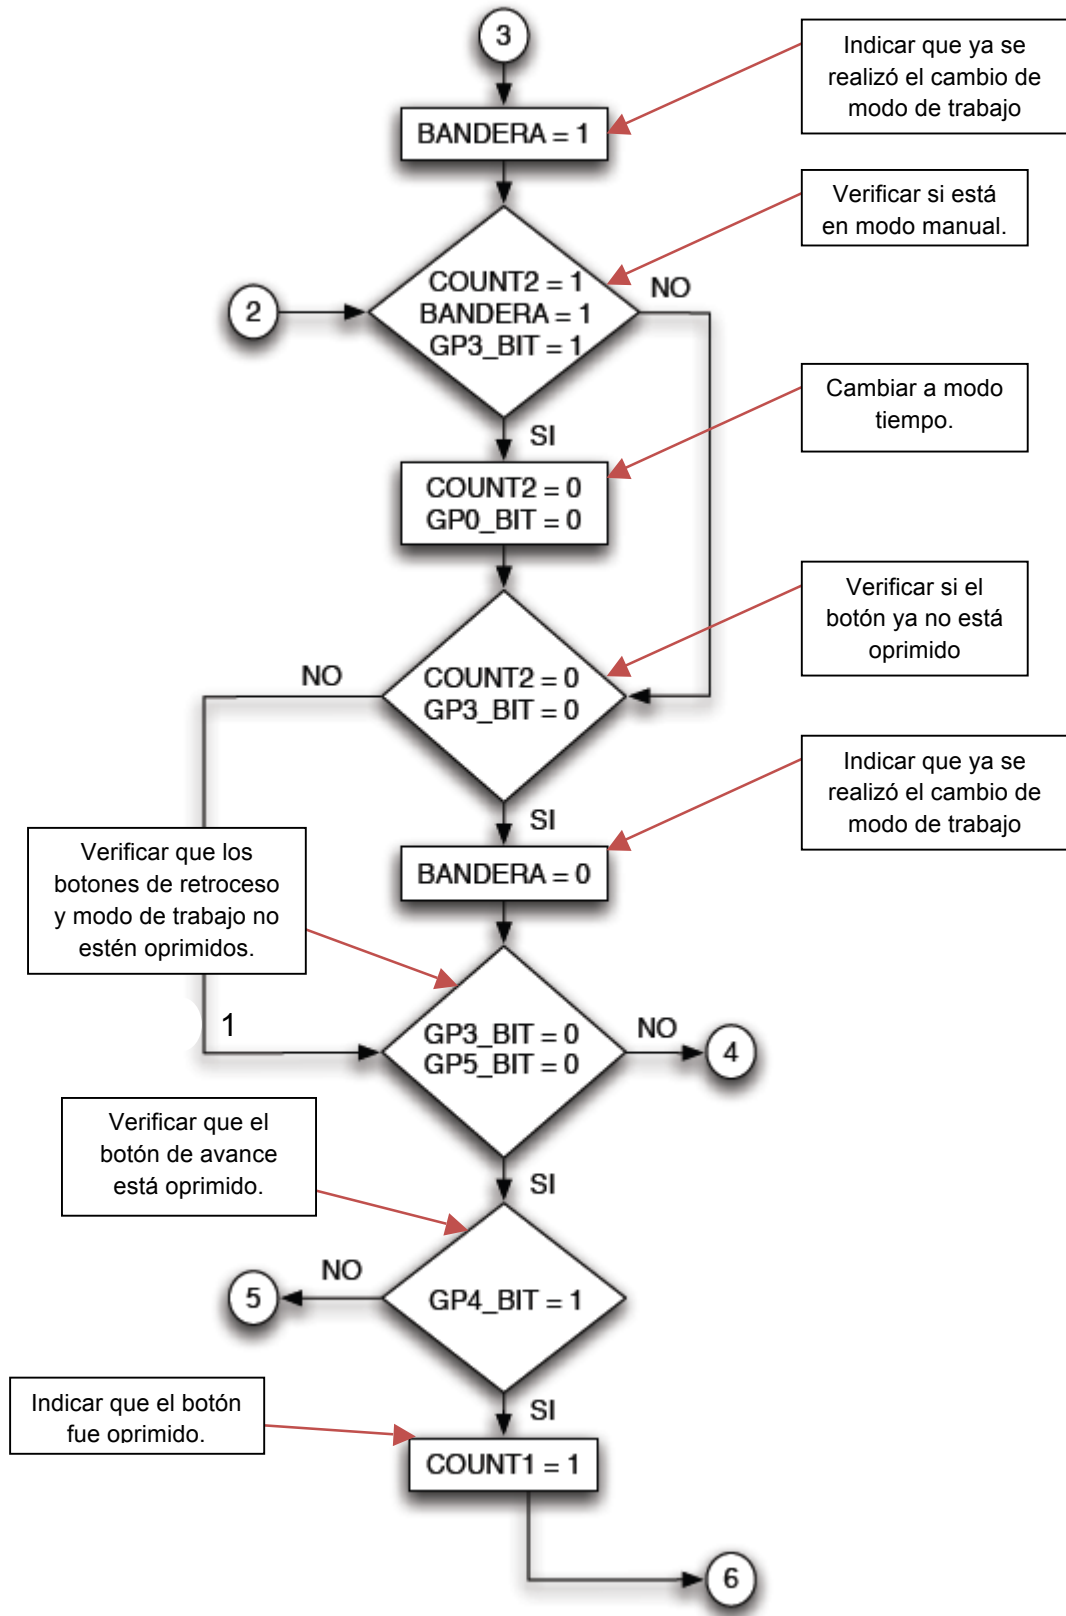 3
Indicar que ya se
realizó el cambio de
modo de trabajo
BANDERA = 1
Verificar si está
en modo manual.
COUNT2 = 1
BANDERA = 1
GP3_BIT = 1
NO
2
Cambiar a modo
tiempo.
SI
COUNT2 = 0
GP0_BIT = 0
Verificar si el
botón ya no está
oprimido
NO
COUNT2 = 0
GP3_BIT = 0
Indicar que ya se
realizó el cambio de
modo de trabajo
SI
BANDERA = 0
Verificar que los
botones de retroceso
y modo de trabajo no
estén oprimidos.
1
GP3_BIT = 0
GP5_BIT = 0
NO
4
Verificar que el
botón de avance
está oprimido.
SI
NO
5
GP4_BIT = 1
Indicar que el botón
fue oprimido.
SI
COUNT1 = 1
6